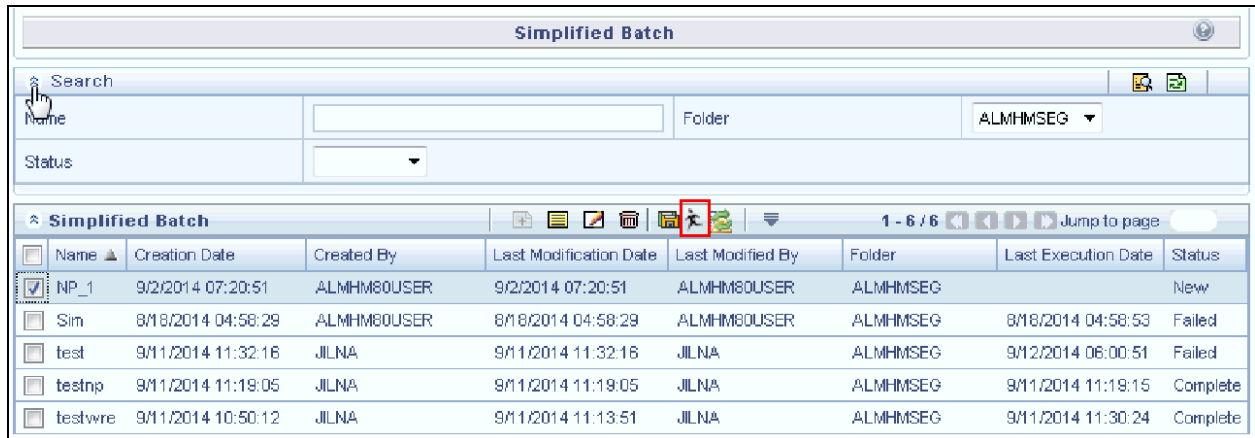 Simplified Batch
Search
Name Folder ALMHMSEG
Status
Simplified Batch 1 - 6 / 6 Jump to page
Name Creation Date Created By Last Modification Date Last Modified By Folder Last Execution Date Status
NP_1 9/2/2014 07:20:51 ALMHM80USER 9/2/2014 07:20:51 ALMHM80USER ALMHMSEG New
Sim 8/18/2014 04:58:29 ALMHM80USER 8/18/2014 04:58:29 ALMHM80USER ALMHMSEG 8/18/2014 04:58:53 Failed
test 9/11/2014 11:32:16 JILNA 9/11/2014 11:32:16 JILNA ALMHMSEG 9/12/2014 06:00:51 Failed
testnp 9/11/2014 11:19:05 JILNA 9/11/2014 11:19:05 JILNA ALMHMSEG 9/11/2014 11:19:15 Complete
testwre 9/11/2014 10:50:12 JILNA 9/11/2014 11:13:51 JILNA ALMHMSEG 9/11/2014 11:30:24 Complete